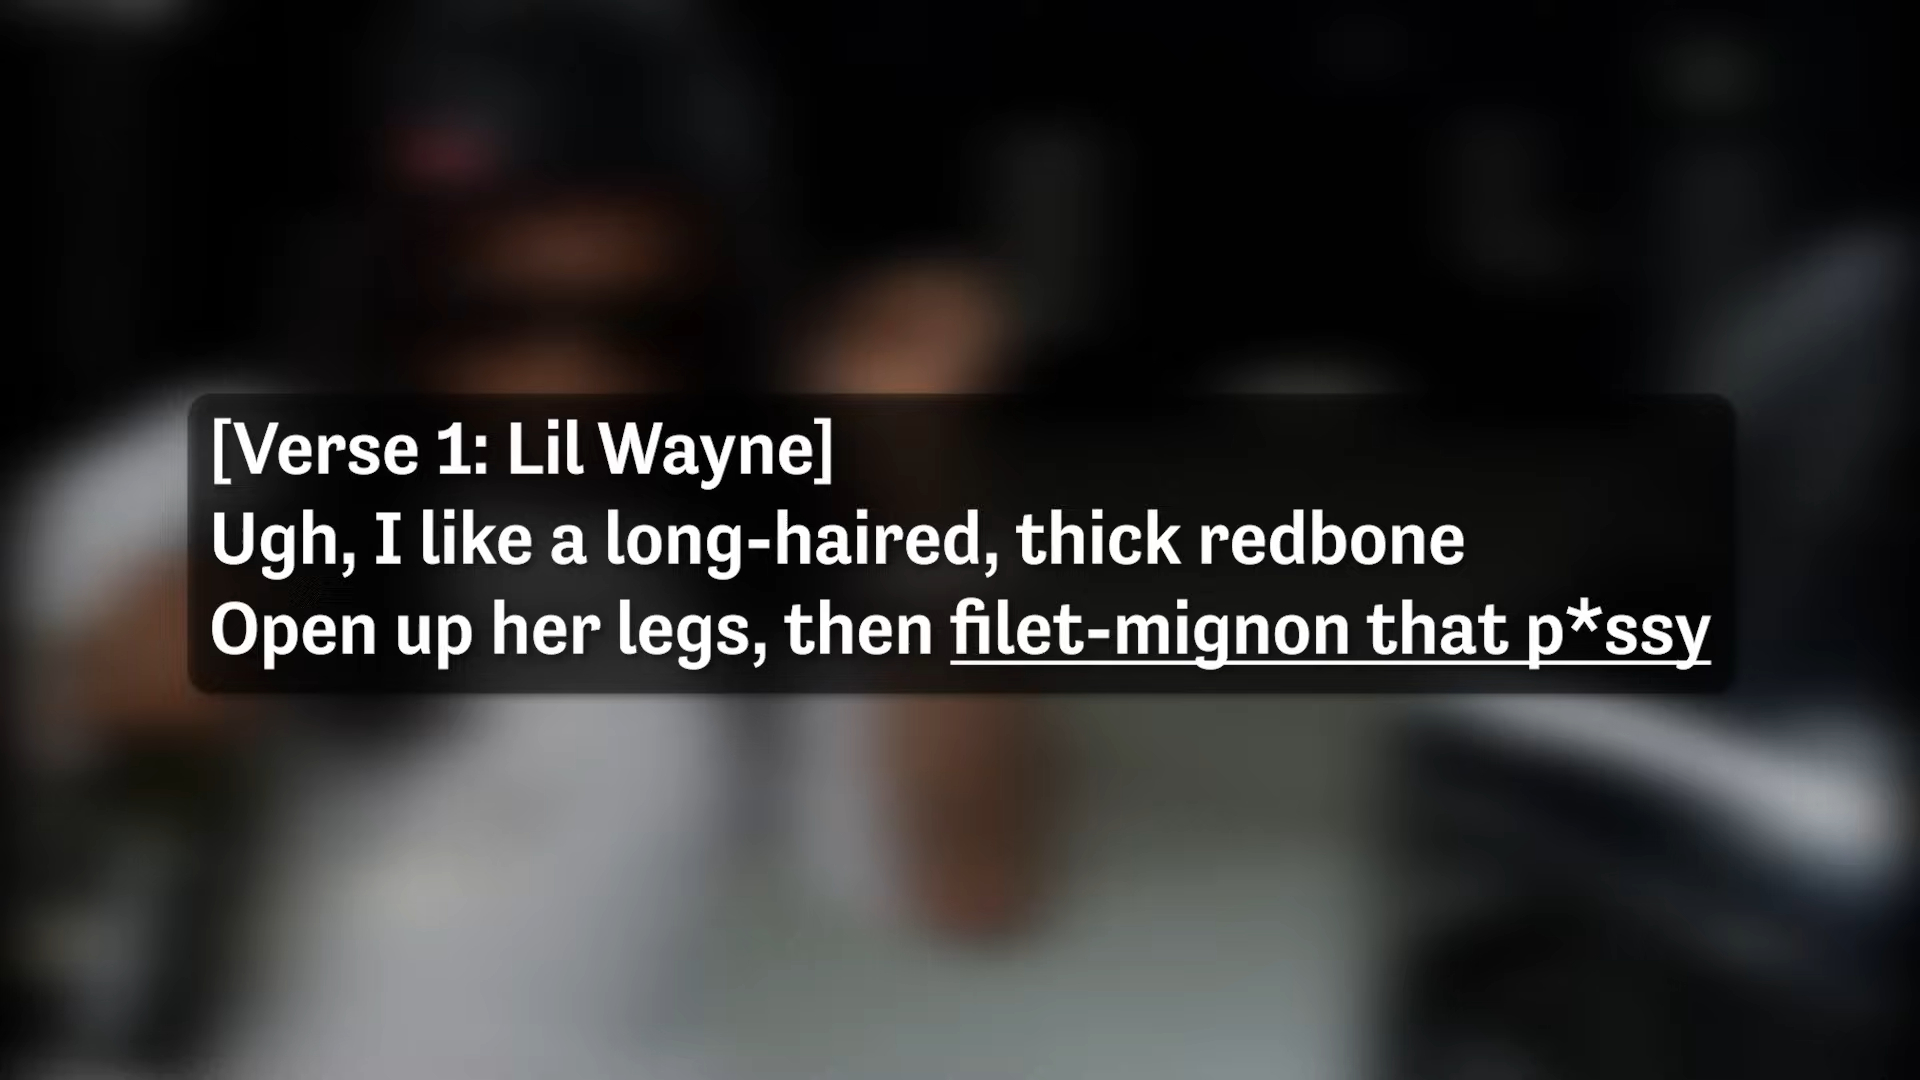 [Verse 1: Lil Wayne]
Ugh, I like a long-haired, thick redbone
Open up her legs, then filet-mignon that p*ssy